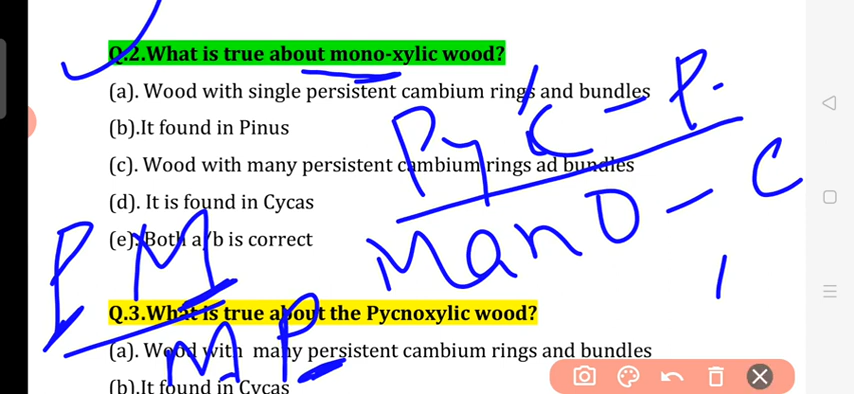 Q.2.What is true about mono-xylic wood?
(a). Wood with single persistent cambium rings and bundles
(b).It found in Pinus
(c). Wood with many persistent cambium rings ad bundles
(d). It is found in Cycas
(e). Both a/b is correct
Pyc - P.
Mano - C
P M
M P
Q.3.What is true about the Pycnoxylic wood?
(a). Wood with many persistent cambium rings and bundles
(b).It found in Cycas